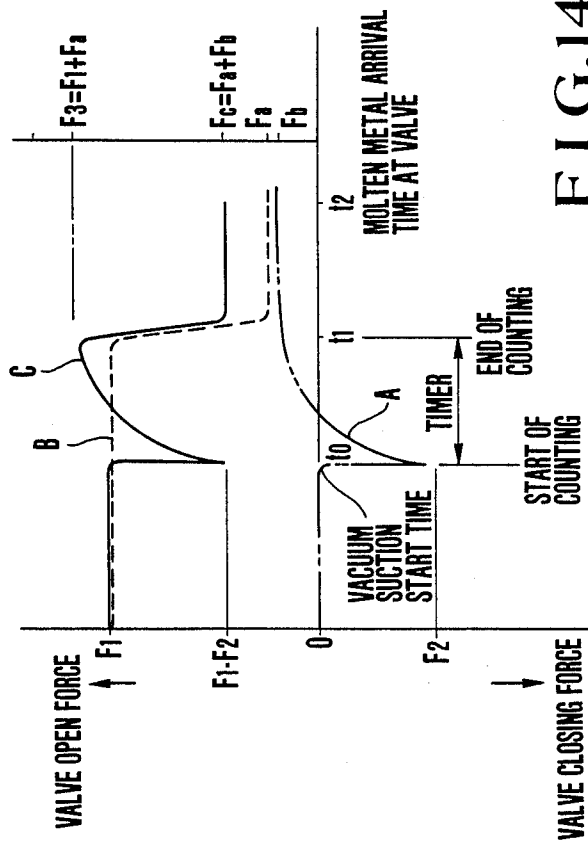 VALVE OPEN FORCE
F1
F1-F2
0
F2
VALVE CLOSING FORCE
B
C
A
VACUUM
SUCTION
START TIME
t0
TIMER
START OF
COUNTING
END OF
COUNTING
t1
t2
MOLTEN METAL ARRIVAL
TIME AT VALVE
F3=F1+Fa
Fc=Fa+Fb
Fa
Fb
FIG.14